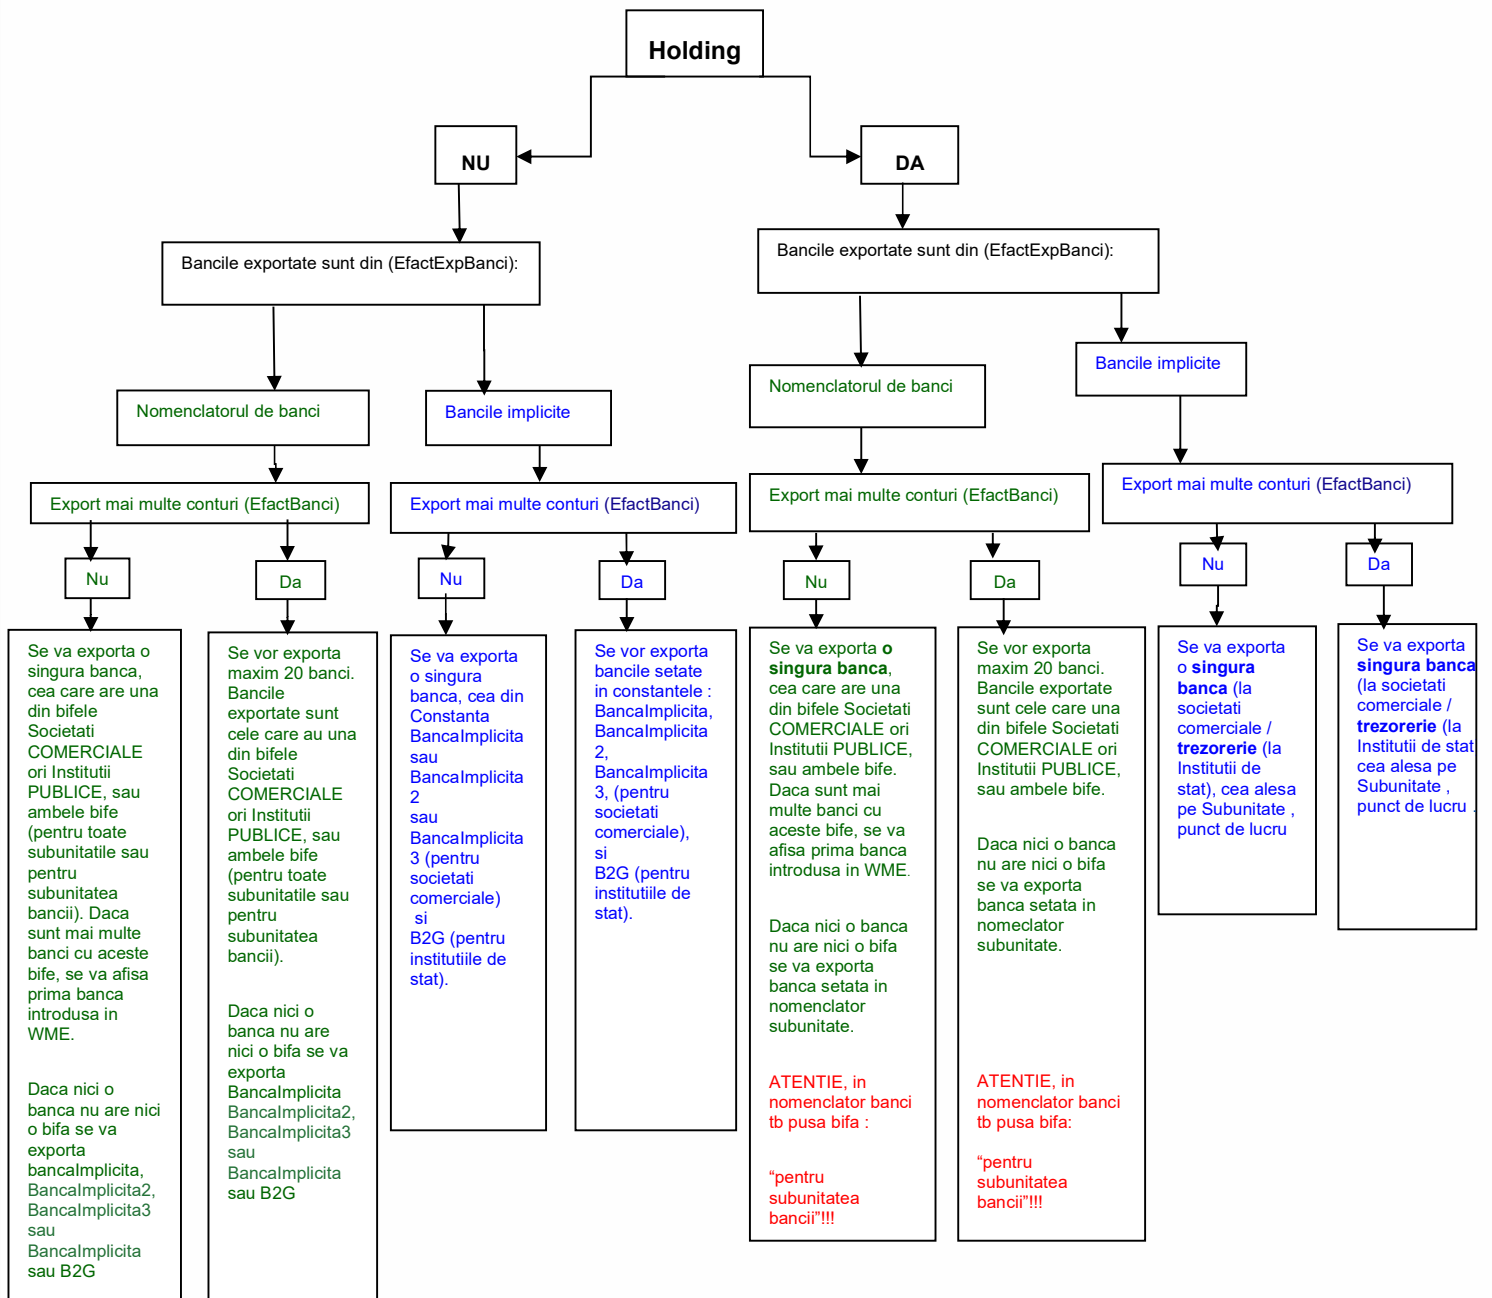 Holding
NU
DA
Bancile exportate sunt din (EfactExpBanci):
Bancile exportate sunt din (EfactExpBanci):
Nomenclatorul de banci
Bancile implicite
Nomenclatorul de banci
Bancile implicite
Export mai multe conturi (EfactBanci)
Export mai multe conturi (EfactBanci)
Export mai multe conturi (EfactBanci)
Export mai multe conturi (EfactBanci)
Nu
Da
Nu
Da
Nu
Da
Nu
Da
Se va exporta o
singura banca,
cea care are una
din bifele
Societati
COMERCIALE
ori Institutii
PUBLICE, sau
ambele bife
(pentru toate
subunitatile sau
pentru
subunitatea
bancii). Daca
sunt mai multe
banci cu aceste
bife, se va afisa
prima banca
introdusa in
WME.
Daca nici o
banca nu are nici
o bifa se va
exporta
bancaImplicita,
BancaImplicita2,
BancaImplicita3
sau
BancaImplicita
sau B2G
Se vor exporta
maxim 20 banci.
Bancile
exportate sunt
cele care au una
din bifele
Societati
COMERCIALE
ori Institutii
PUBLICE, sau
ambele bife
(pentru toate
subunitatile sau
pentru
subunitatea
bancii).
Daca nici o
banca nu are
nici o bifa se va
exporta
BancaImplicita
BancaImplicita2,
BancaImplicita3
sau
BancaImplicita
sau B2G
Se va exporta
o singura
banca, cea din
Constanta
BancaImplicita
sau
BancaImplicita
2
sau
BancaImplicita
3 (pentru
societati
comerciale)
si
B2G (pentru
institutiile de
stat).
Se vor exporta
bancile setate
in constantele :
BancaImplicita,
BancaImplicita
2,
BancaImplicita
3, (pentru
societati
comerciale),
si
B2G (pentru
institutiile de
stat).
Se va exporta o
singura banca,
cea care are una
din bifele Societati
COMERCIALE ori
Institutii PUBLICE,
sau ambele bife.
Daca sunt mai
multe banci cu
aceste bife, se va
afisa prima banca
introdusa in WME.
Daca nici o banca
nu are nici o bifa
se va exporta
banca setata in
nomenclator
subunitate.
ATENTIE, in
nomenclator banci
tb pusa bifa :
“pentru
subunitatea
bancii”!!!
Se vor exporta
maxim 20 banci.
Bancile exportate
sunt cele care una
din bifele Societati
COMERCIALE ori
Institutii PUBLICE,
sau ambele bife.
Daca nici o banca
nu are nici o bifa
se va exporta
banca setata in
nomeclator
subunitate.
ATENTIE, in
nomenclator banci
tb pusa bifa:
“pentru
subunitatea
bancii”!!!
Se va exporta
o singura
banca (la
societati
comerciale /
trezorerie (la
Institutii de
stat), cea alesa
pe Subunitate ,
punct de lucru
Se va exporta
singura banca
(la societati
comerciale /
trezorerie (la
Institutii de stat
cea alesa pe
Subunitate ,
punct de lucru .